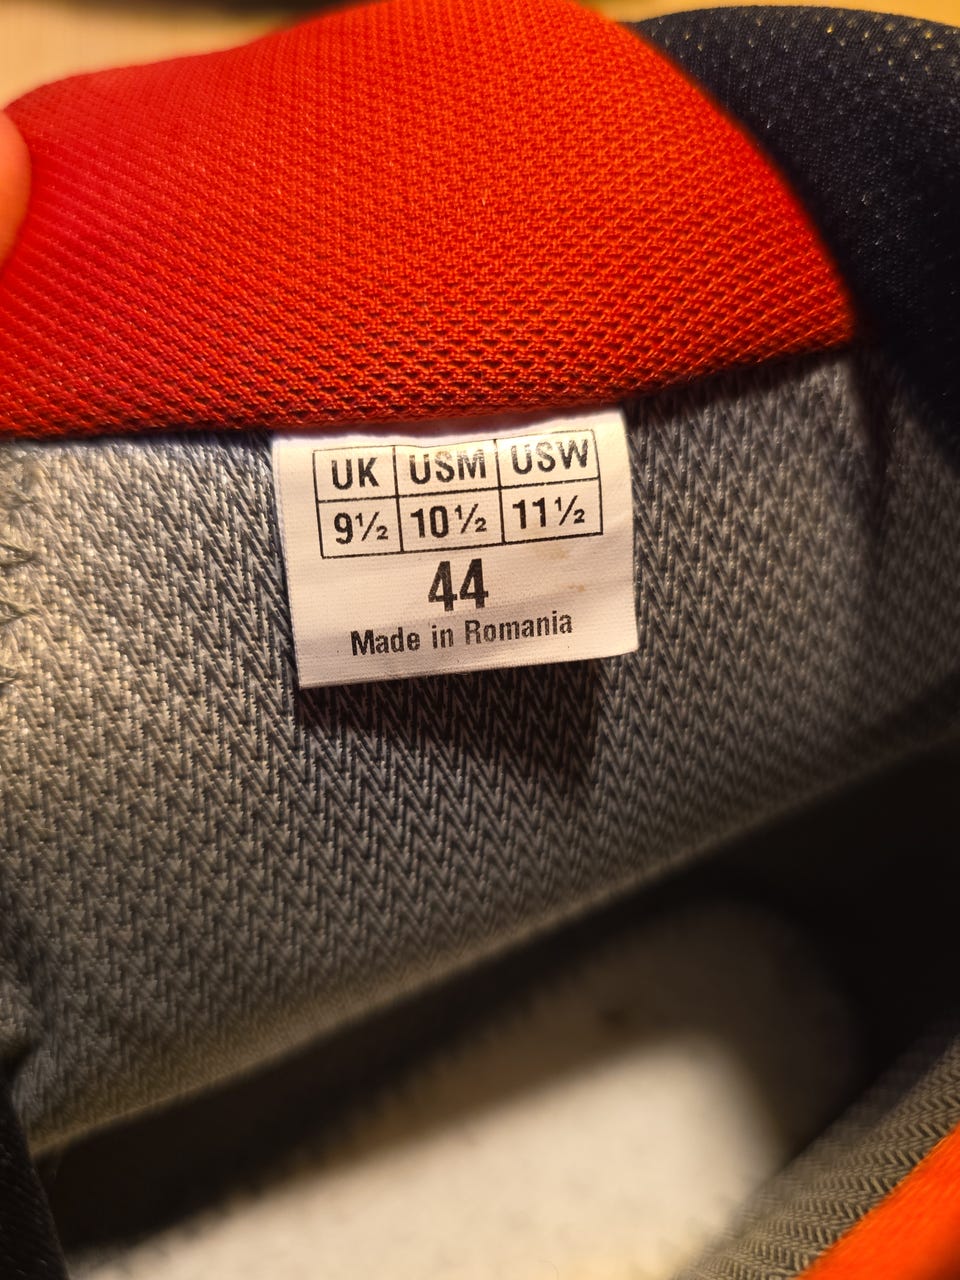 UK USM USW
9½ 10½ 11½
44
Made in Romania